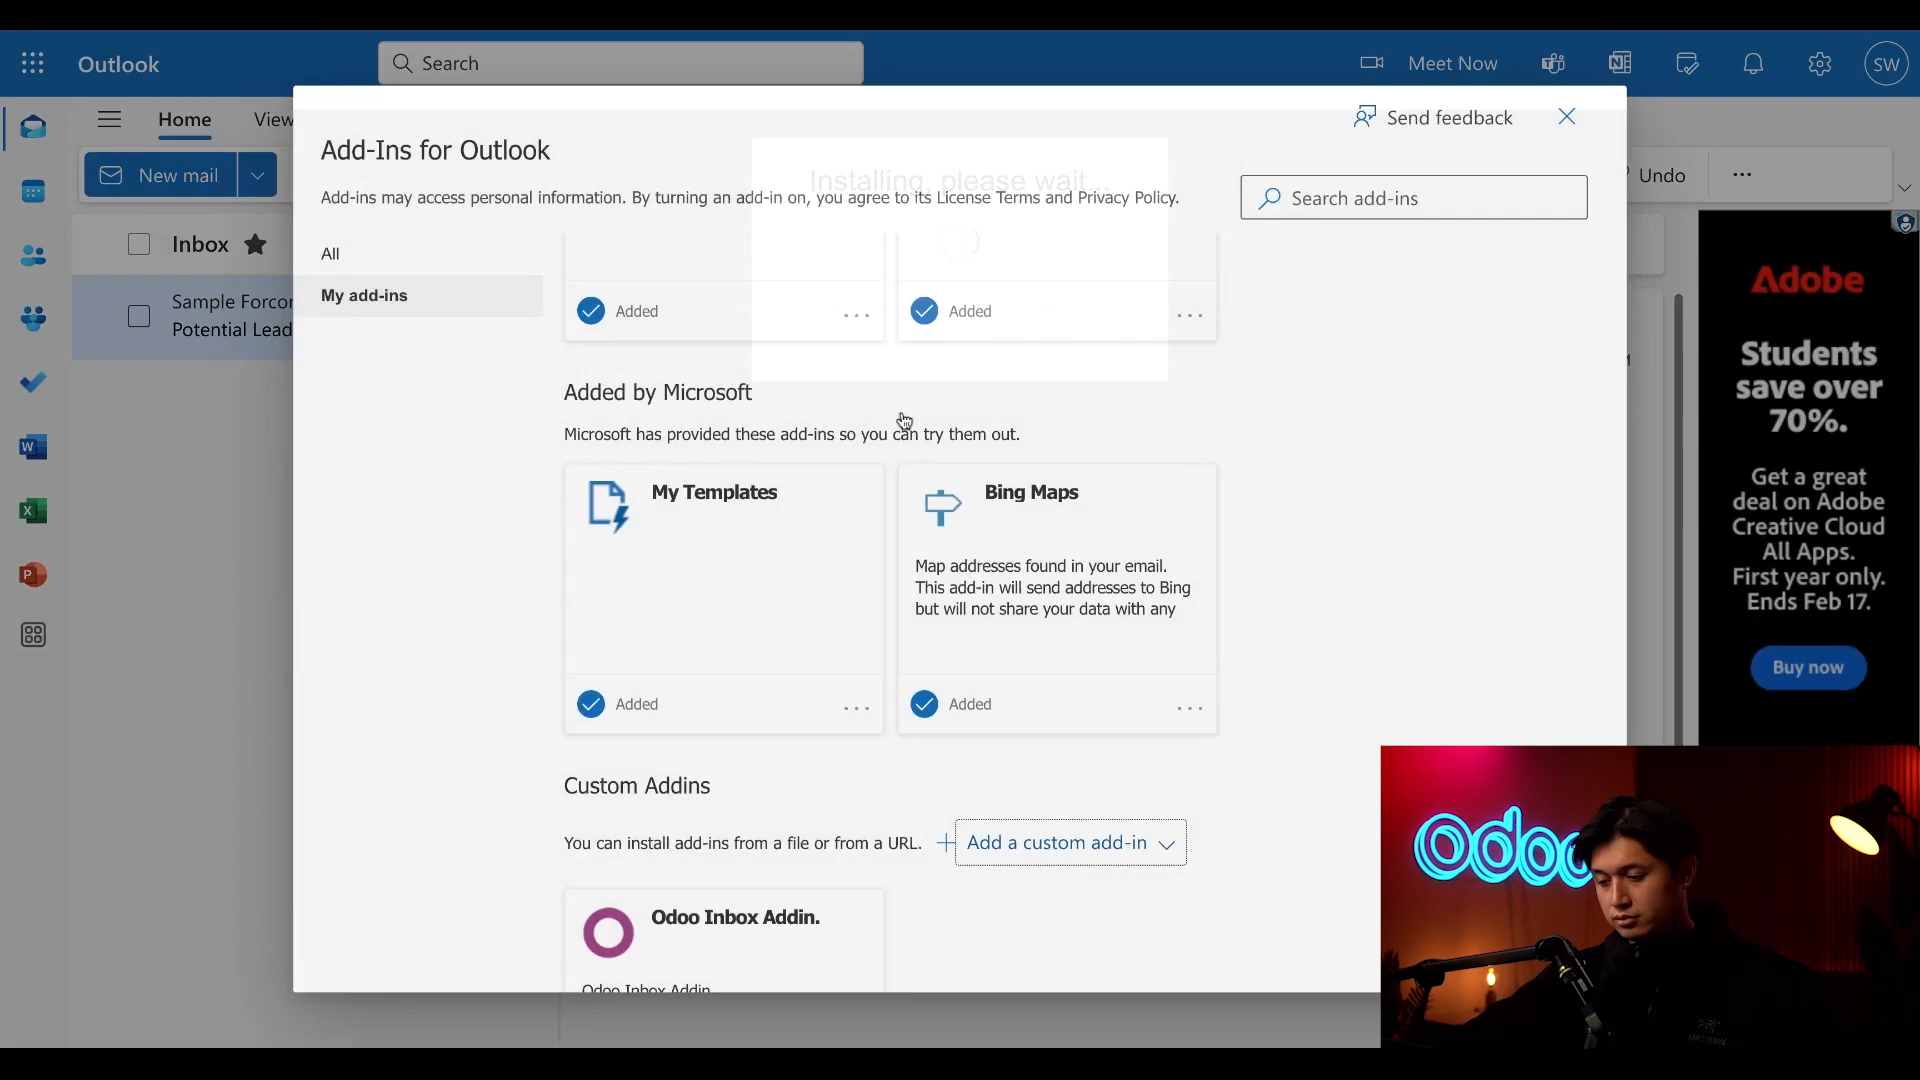 Outlook
Search
Meet Now
SW
Home
View
New mail
Undo
Inbox
Sample Forcor
Potential Lead
Send feedback
Add-Ins for Outlook
Installing, please wait...
Add-ins may access personal information. By turning an add-in on, you agree to its License Terms and Privacy Policy.
Search add-ins
All
My add-ins
Added
Added
Added by Microsoft
Microsoft has provided these add-ins so you can try them out.
My Templates
Bing Maps
Map addresses found in your email.
This add-in will send addresses to Bing
but will not share your data with any
Added
Added
Custom Addins
You can install add-ins from a file or from a URL.
Add a custom add-in
Odoo Inbox Addin.
Odoo Inbox Addin
Adobe
Students
save over
70%.
Get a great
deal on Adobe
Creative Cloud
All Apps.
First year only.
Ends Feb 17.
Buy now
odoo